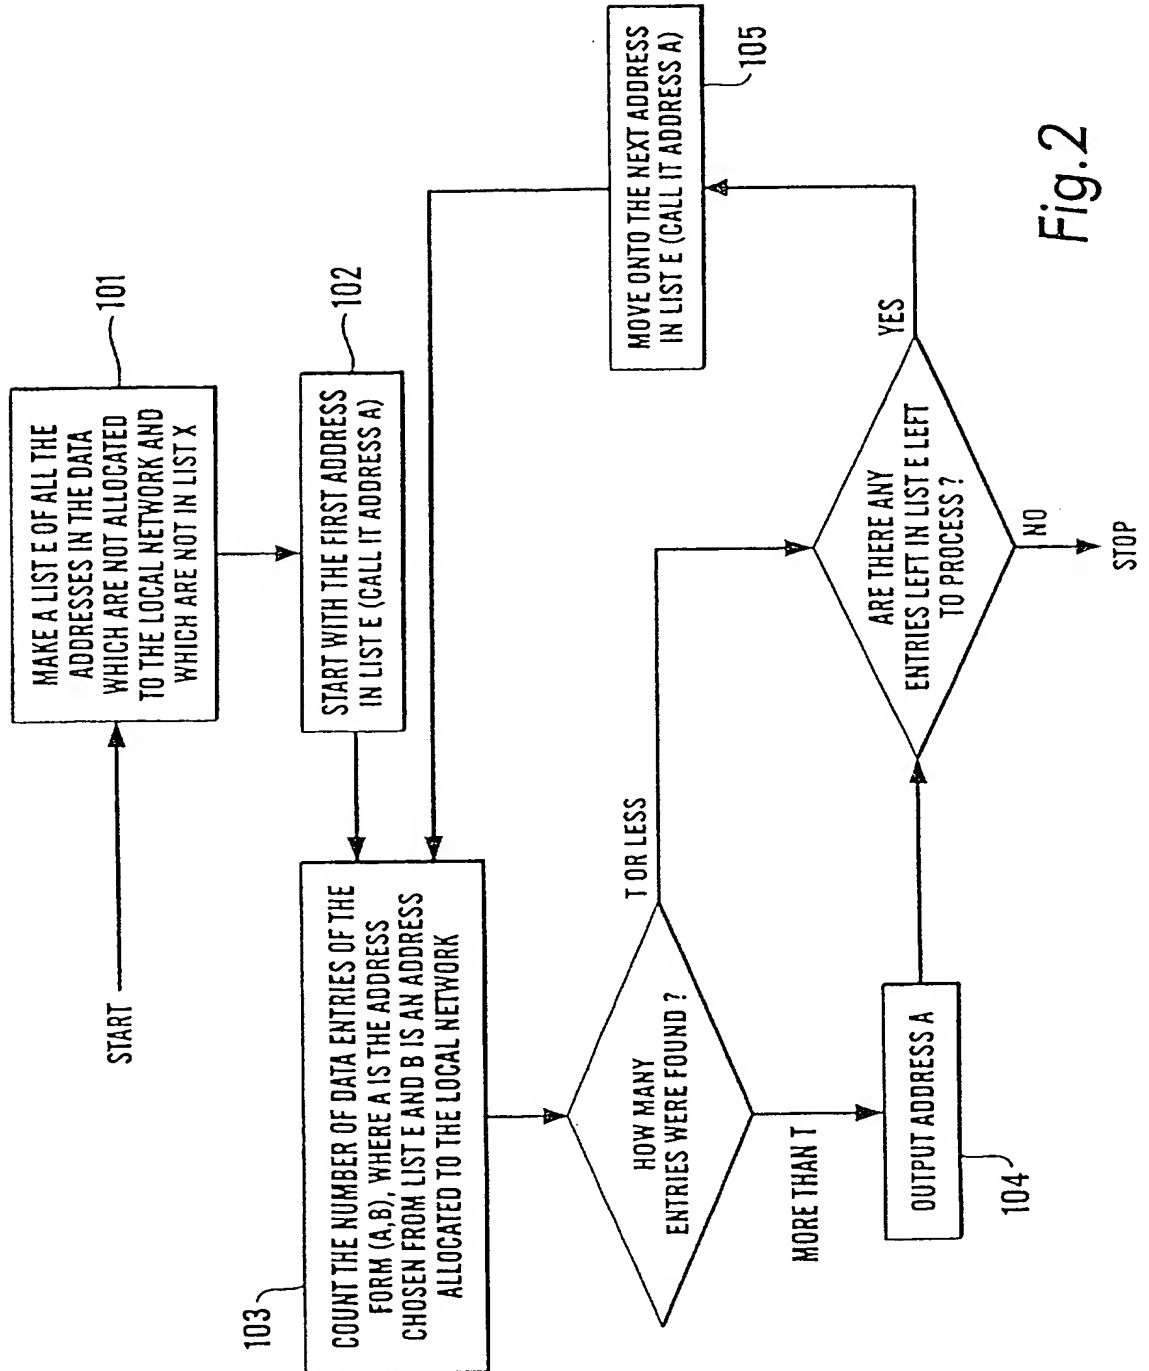 START
MAKE A LIST E OF ALL THE
ADDRESSES IN THE DATA
WHICH ARE NOT ALLOCATED
TO THE LOCAL NETWORK AND
WHICH ARE NOT IN LIST X
101
START WITH THE FIRST ADDRESS
IN LIST E (CALL IT ADDRESS A)
102
103
COUNT THE NUMBER OF DATA ENTRIES OF THE
FORM (A,B), WHERE A IS THE ADDRESS
CHOSEN FROM LIST E AND B IS AN ADDRESS
ALLOCATED TO THE LOCAL NETWORK
HOW MANY
ENTRIES WERE FOUND ?
T OR LESS
MORE THAN T
OUTPUT ADDRESS A
104
ARE THERE ANY
ENTRIES LEFT IN LIST E LEFT
TO PROCESS ?
YES
NO
STOP
MOVE ONTO THE NEXT ADDRESS
IN LIST E (CALL IT ADDRESS A)
105
Fig.2